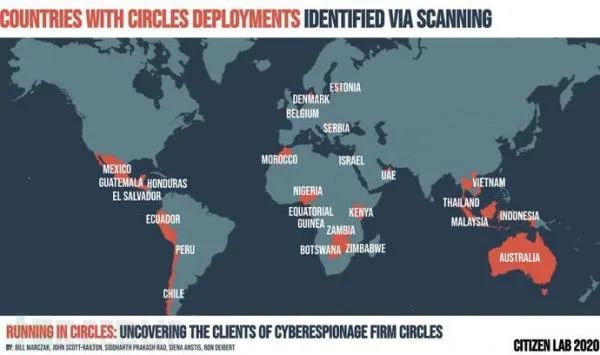 COUNTRIES WITH CIRCLES DEPLOYMENTS IDENTIFIED VIA SCANNING
ESTONIA
DENMARK
BELGIUM
SERBIA
MOROCCO
ISRAEL
UAE
MEXICO
GUATEMALA
HONDURAS
EL SALVADOR
NIGERIA
VIETNAM
THAILAND
ECUADOR
EQUATORIAL
GUINEA
KENYA
MALAYSIA
INDONESIA
ZAMBIA
PERU
BOTSWANA
ZIMBABWE
AUSTRALIA
CHILE
RUNNING IN CIRCLES: UNCOVERING THE CLIENTS OF CYBERESPIONAGE FIRM CIRCLES
BY: BILL MARCZAK, JOHN SCOTT-RAILTON, SIDDHARTH PRAKASH RAO, SIENA ANSTIS, RON DEIBERT
CITIZEN LAB 2020